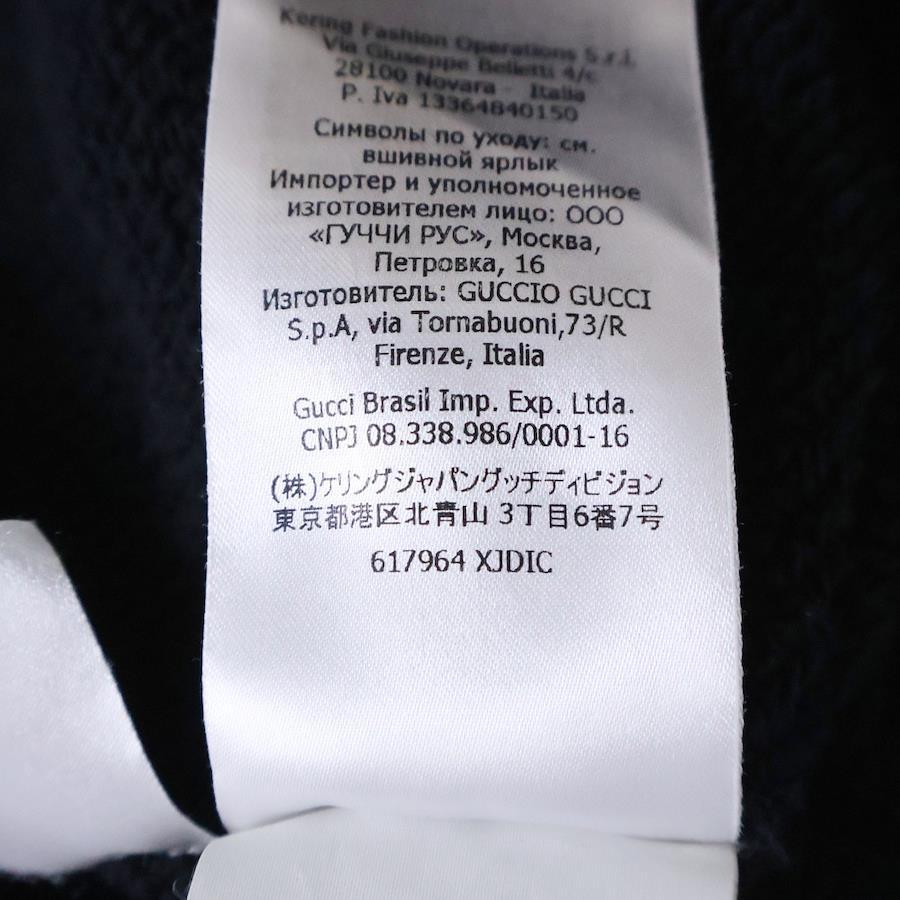 Kering Fashion Operations S.r.l.
Via Giuseppe Belletti 4/c
28100 Novara - Italia
P. Iva 13364840150
Символы по уходу: см.
вшивной ярлык
Импортер и уполномоченное
изготовителем лицо: ООО
«ГУЧЧИ РУС», Москва,
Петровка, 16
Изготовитель: GUCCIO GUCCI
S.p.A, via Tornabuoni,73/R
Firenze, Italia
Gucci Brasil Imp. Exp. Ltda.
CNPJ 08.338.986/0001-16
(株)ケリングジャパングッチディビジョン
東京都港区北青山 3丁目6番7号
617964 XJDIC